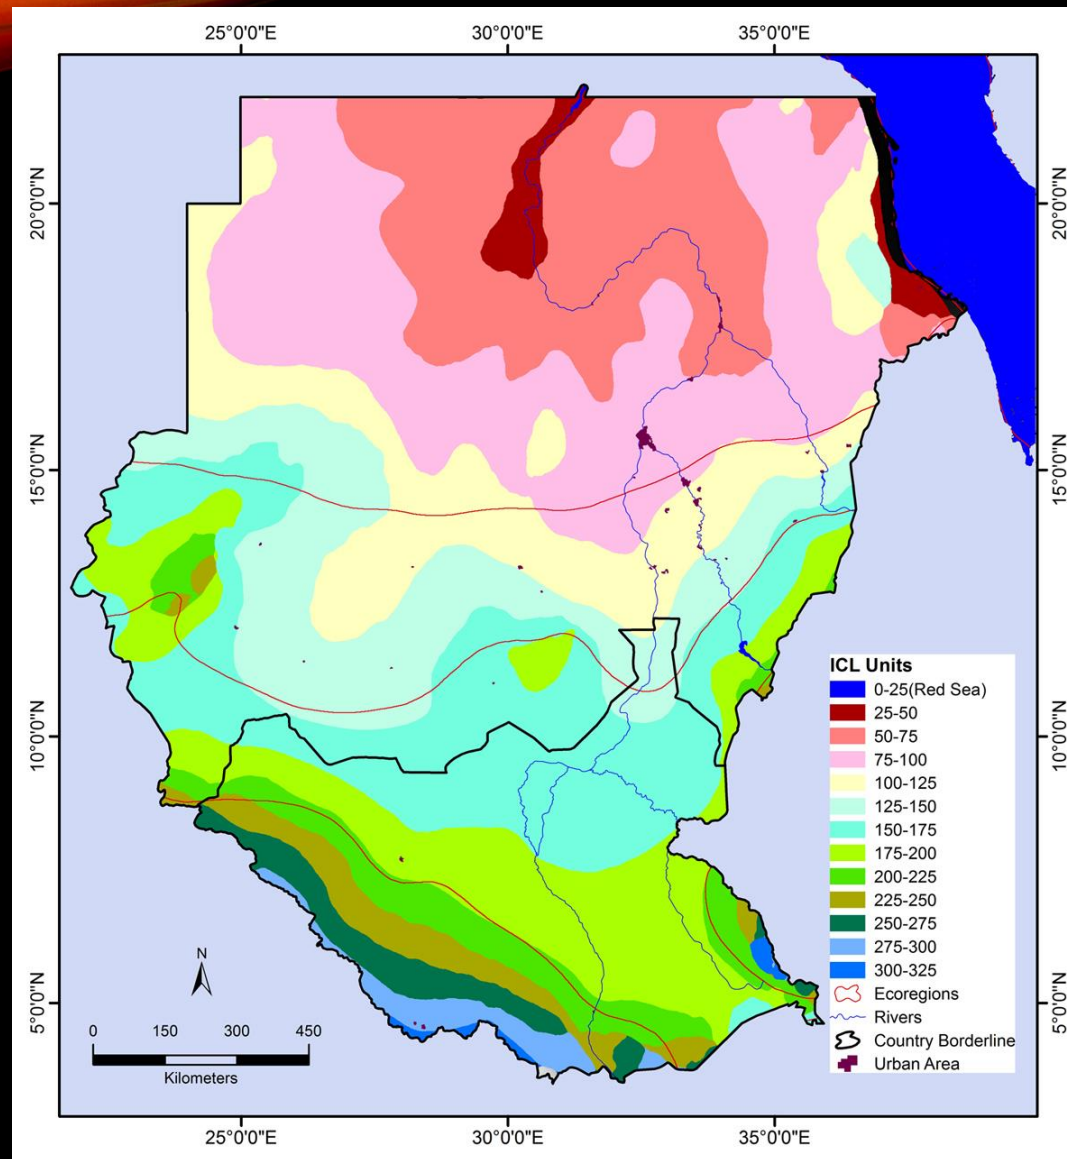 25°0'0"E 30°0'0"E 35°0'0"E
20°0'0"N 20°0'0"N
15°0'0"N 15°0'0"N
10°0'0"N 10°0'0"N
5°0'0"N 5°0'0"N
ICL Units
0-25(Red Sea)
25-50
50-75
75-100
100-125
125-150
150-175
175-200
200-225
225-250
250-275
275-300
300-325
Ecoregions
Rivers
Country Borderline
Urban Area
N
0 150 300 450
Kilometers
25°0'0"E 30°0'0"E 35°0'0"E